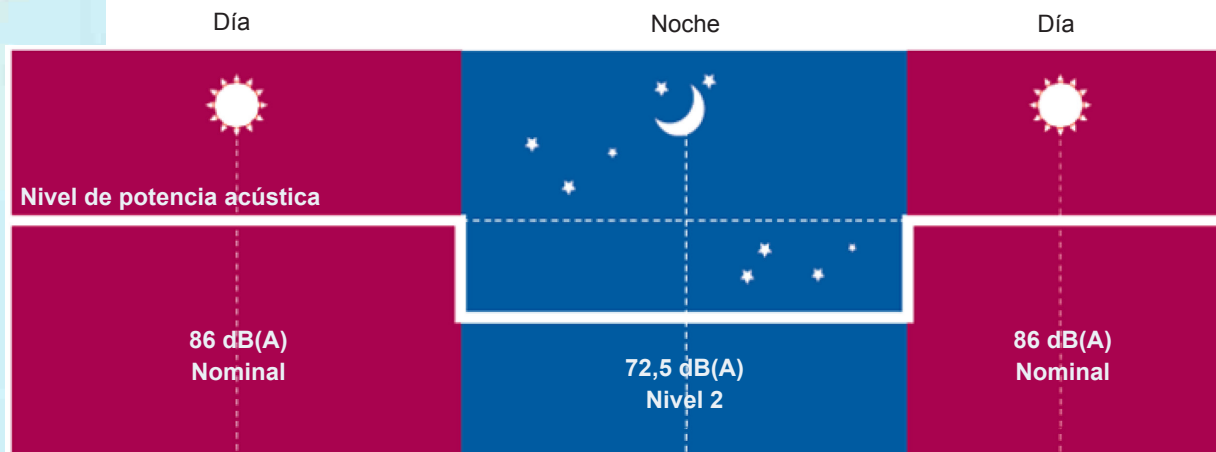 Día
Noche
Día
Nivel de potencia acústica
86 dB(A)
Nominal
72,5 dB(A)
Nivel 2
86 dB(A)
Nominal